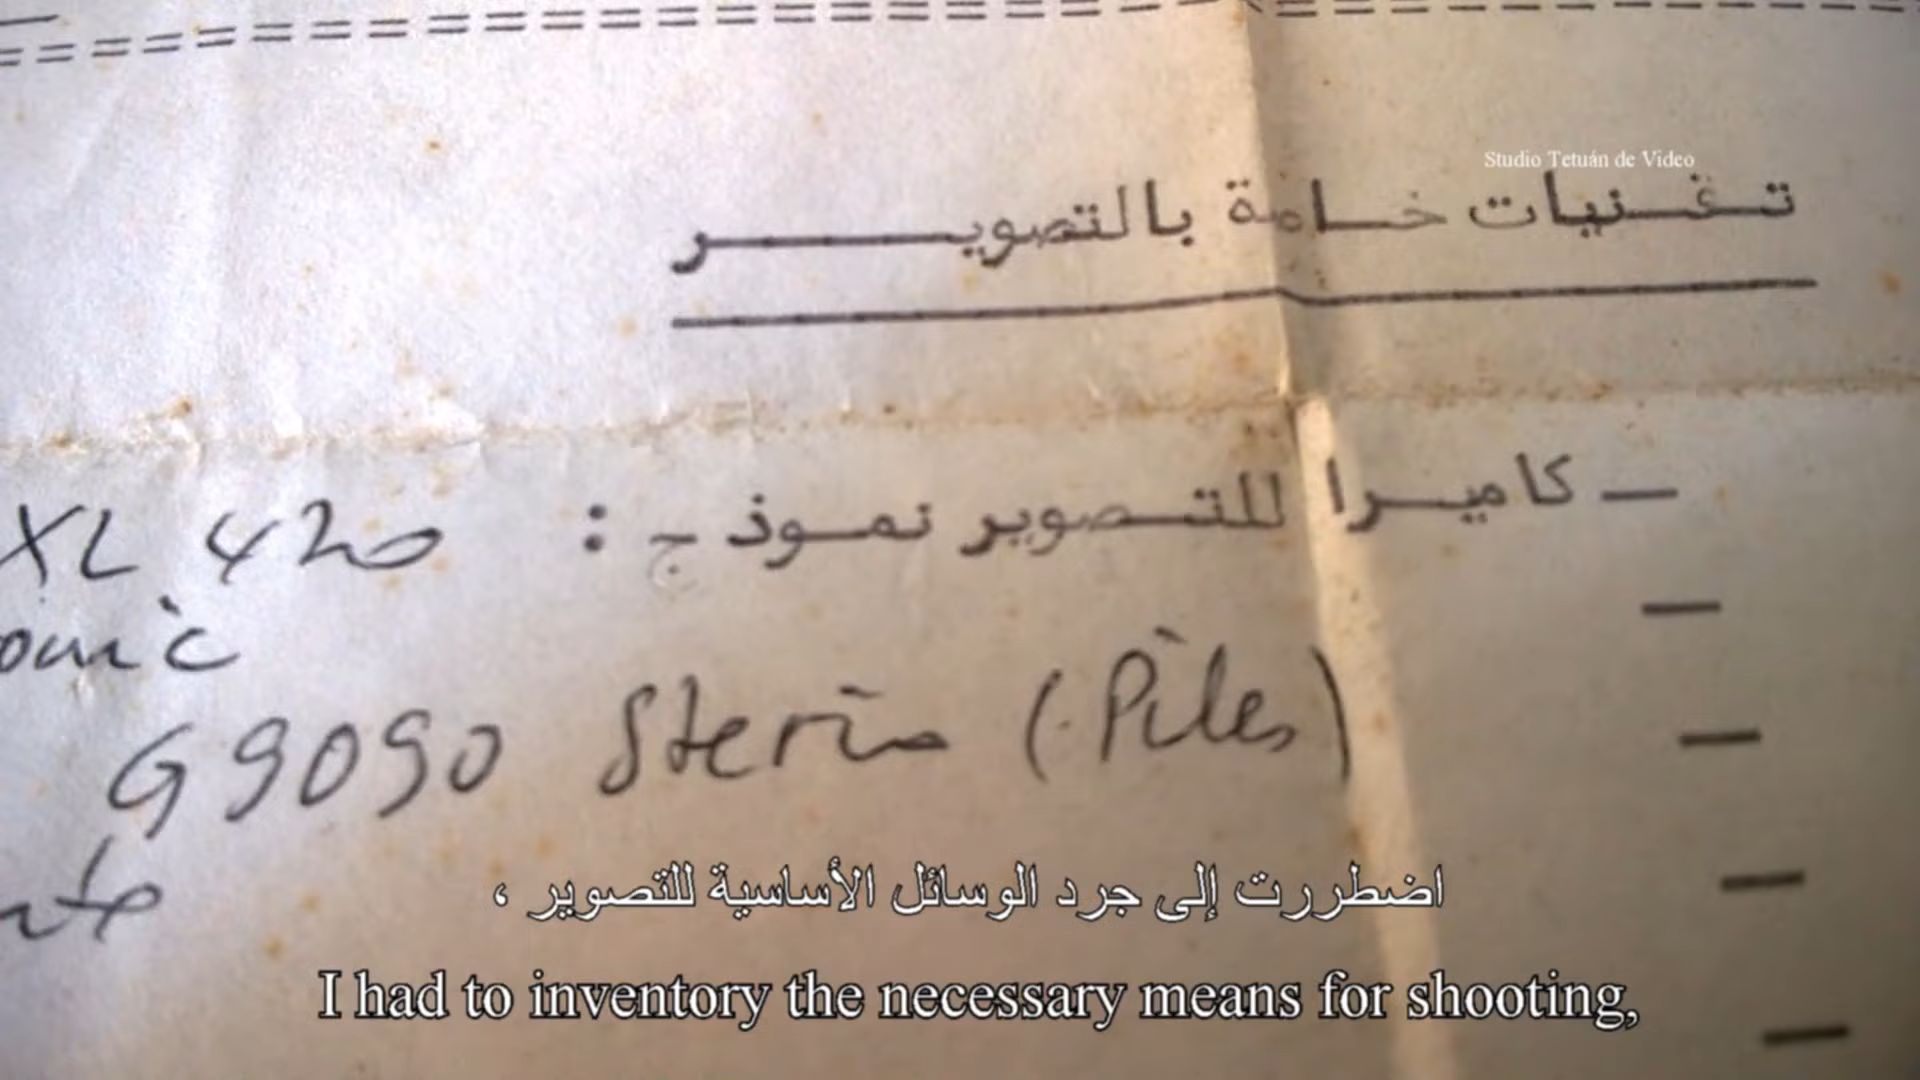 Studio Tetuán de Video
تقنيات خاصة بالتصوير
— كاميرا للتصوير نموذج : XL 420
—
G9090 Sterio (Piles)
—
—
اضطررت إلى جرد الوسائل الأساسية للتصوير ،
I had to inventory the necessary means for shooting,
—